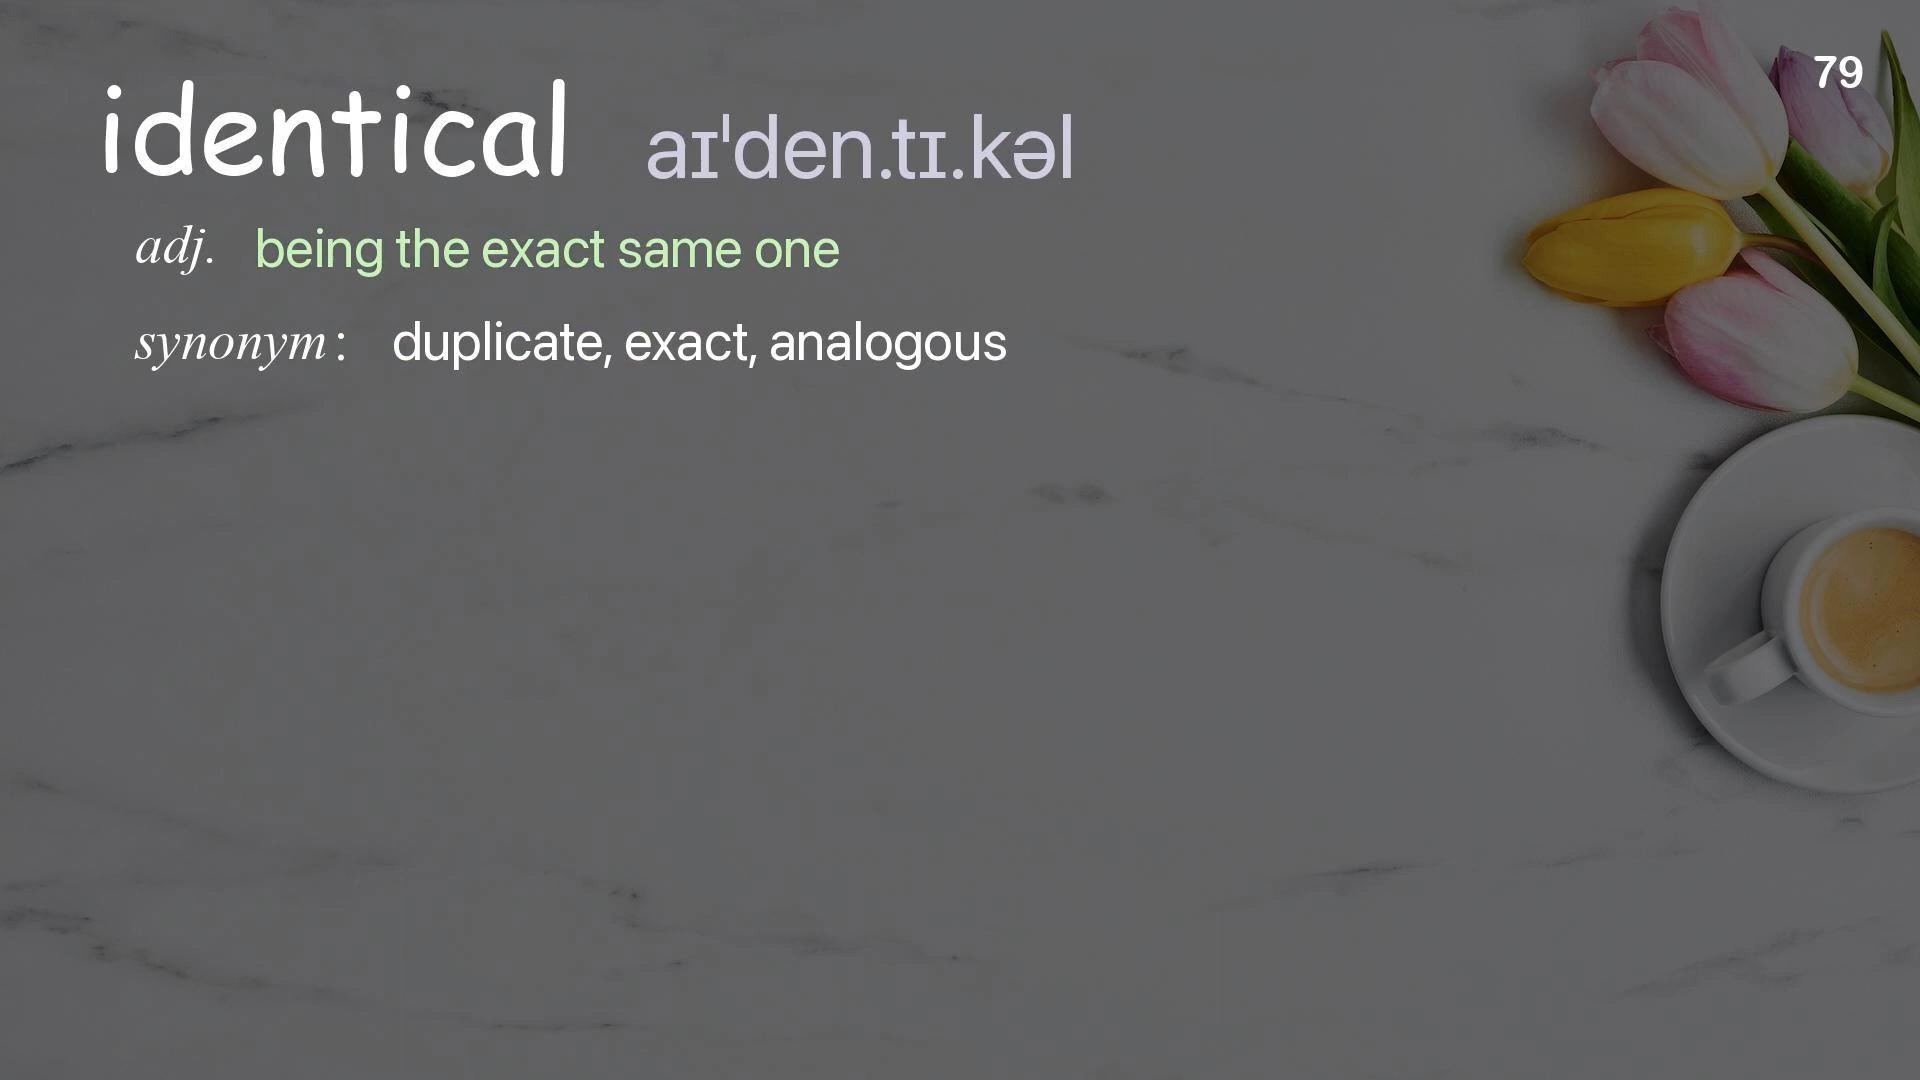 79
identical aɪˈden.tɪ.kəl
adj. being the exact same one
synonym : duplicate, exact, analogous